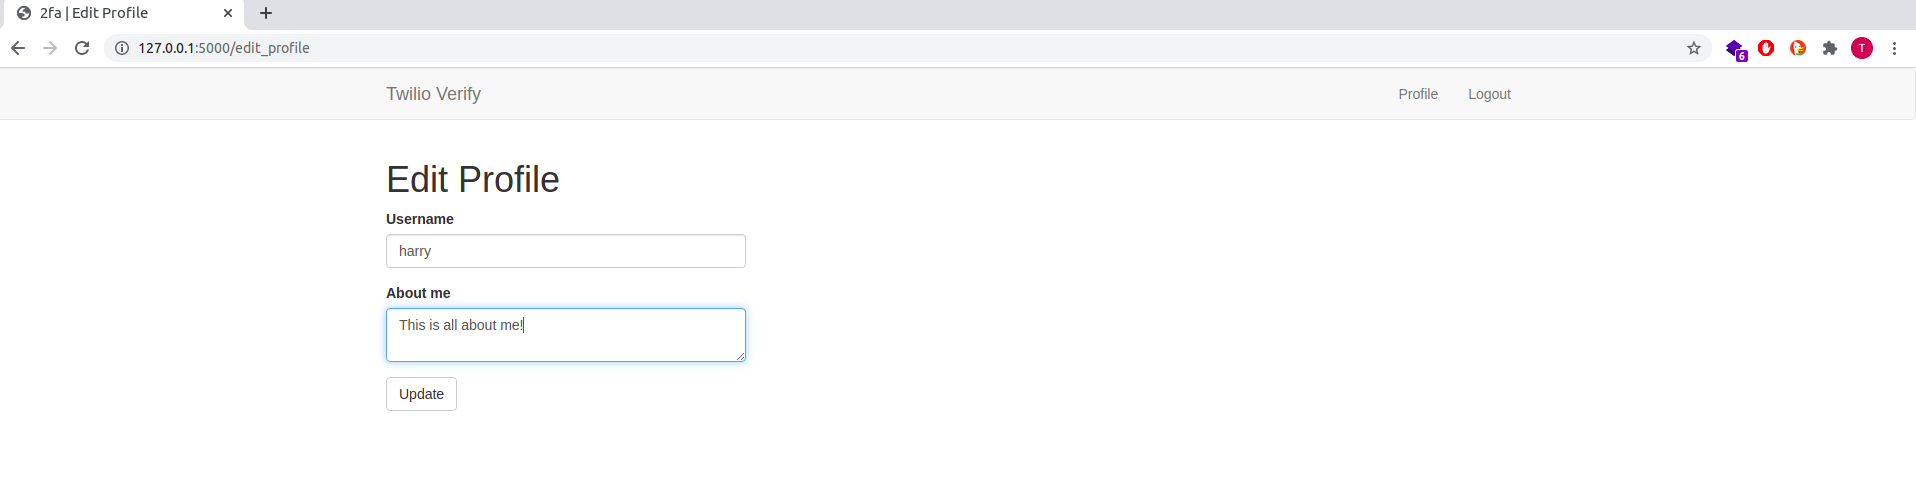 2fa | Edit Profile
127.0.0.1:5000/edit_profile
6
T
Twilio Verify
Profile
Logout
Edit Profile
Username
harry
About me
This is all about me!
Update